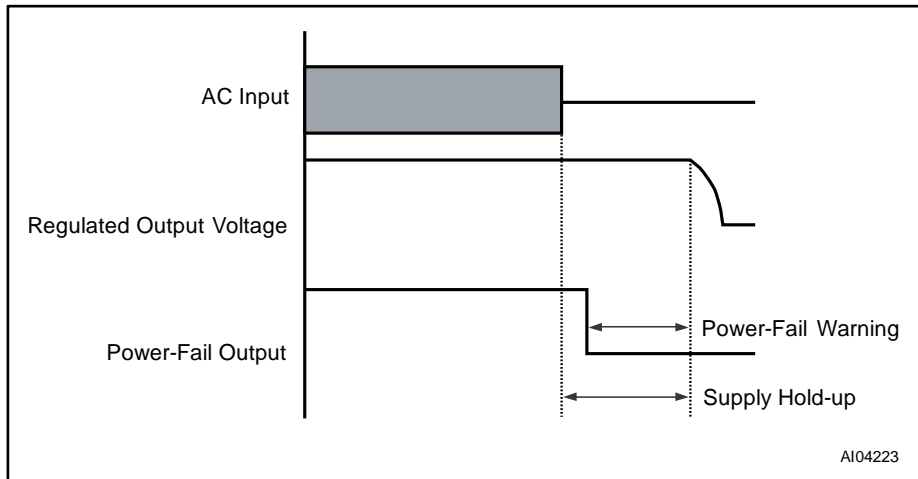 AC Input
Regulated Output Voltage
Power-Fail Warning
Power-Fail Output
Supply Hold-up
AI04223